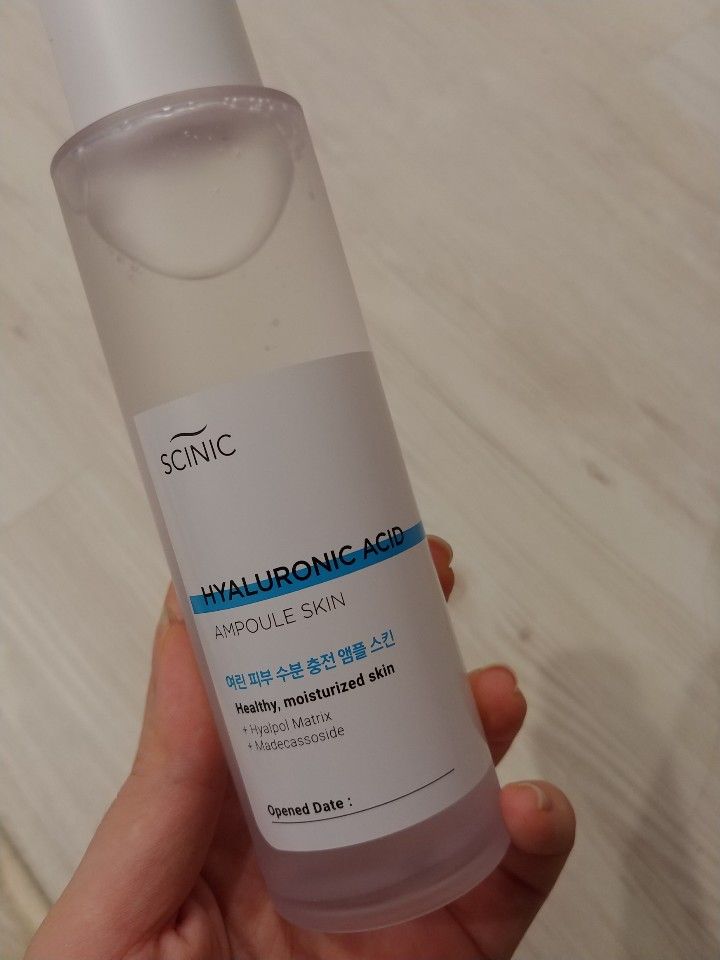 SCINIC
HYALURONIC ACID
AMPOULE SKIN
여린 피부 수분 충전 앰플 스킨
Healthy, moisturized skin
+ Hyalpol Matrix
+ Madecassoside
Opened Date :